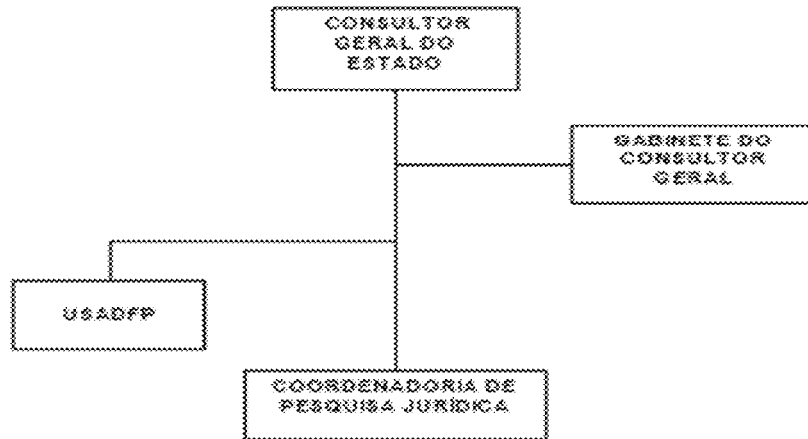 CONSULTOR
GERAL DO
ESTADO
GABINETE DO
CONSULTOR
GERAL
USADFP
COORDENADORIA DE
PESQUISA JURÍDICA